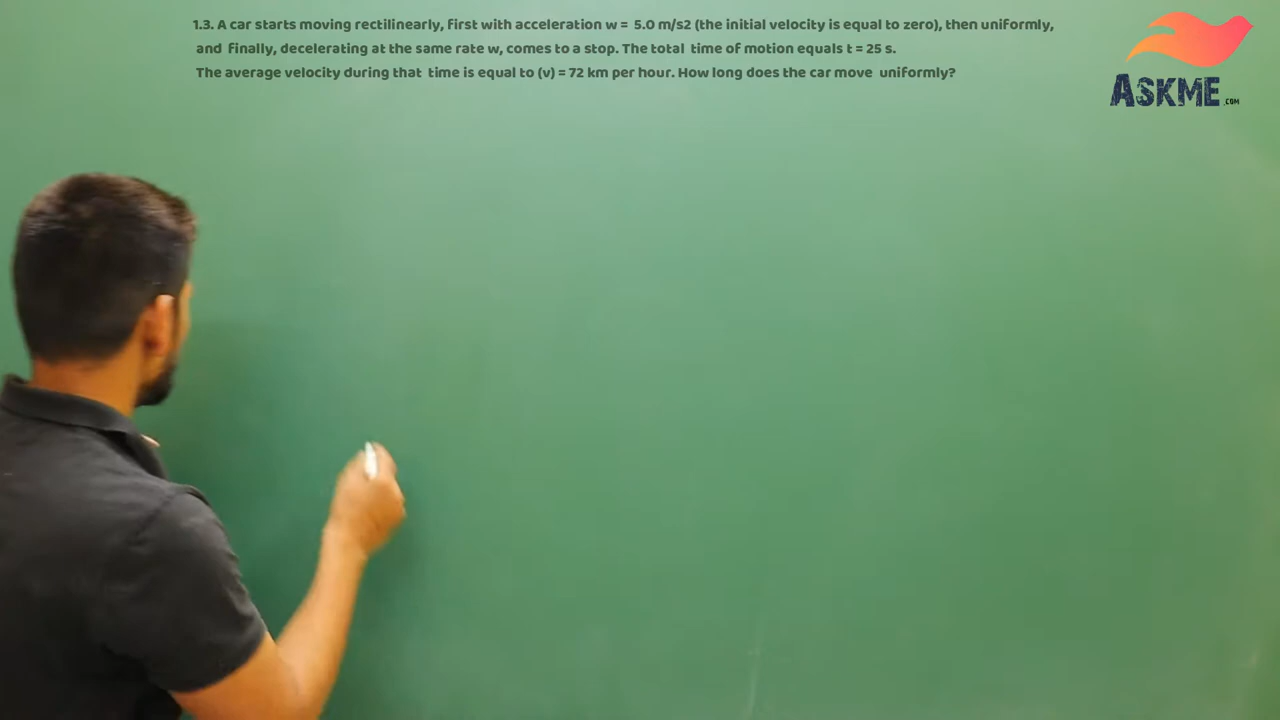 1.3. A car starts moving rectilinearly, first with acceleration w = 5.0 m/s2 (the initial velocity is equal to zero), then uniformly,
and finally, decelerating at the same rate w, comes to a stop. The total time of motion equals t = 25 s.
The average velocity during that time is equal to (v) = 72 km per hour. How long does the car move uniformly?
ASKME.COM